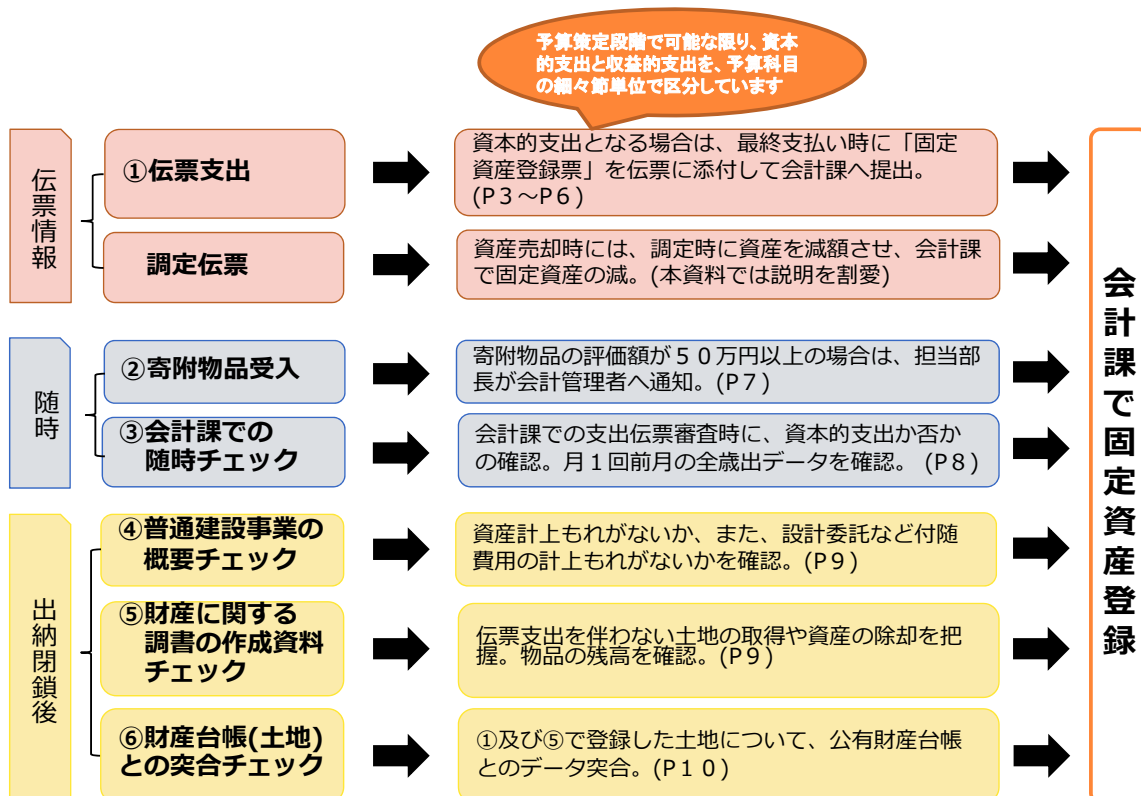 予算策定段階で可能な限り、資本
的支出と収益的支出を、予算科目
の細々節単位で区分しています
伝票情報
①伝票支出
資本的支出となる場合は、最終支払い時に「固定
資産登録票」を伝票に添付して会計課へ提出。
(P3～P6)
調定伝票
資産売却時には、調定時に資産を減額させ、会計課
で固定資産の減。(本資料では説明を割愛)
随時
②寄附物品受入
寄附物品の評価額が５０万円以上の場合は、担当部
長が会計管理者へ通知。(P7)
③会計課での
随時チェック
会計課での支出伝票審査時に、資本的支出か否か
の確認。月１回前月の全歳出データを確認。 (P8)
出納閉鎖後
④普通建設事業の
概要チェック
資産計上もれがないか、また、設計委託など付随
費用の計上もれがないかを確認。(P9)
⑤財産に関する
調書の作成資料
チェック
伝票支出を伴わない土地の取得や資産の除却を把
握。物品の残高を確認。(P9)
⑥財産台帳(土地)
との突合チェック
①及び⑤で登録した土地について、公有財産台帳
とのデータ突合。(P10)
会計課で固定資産登録